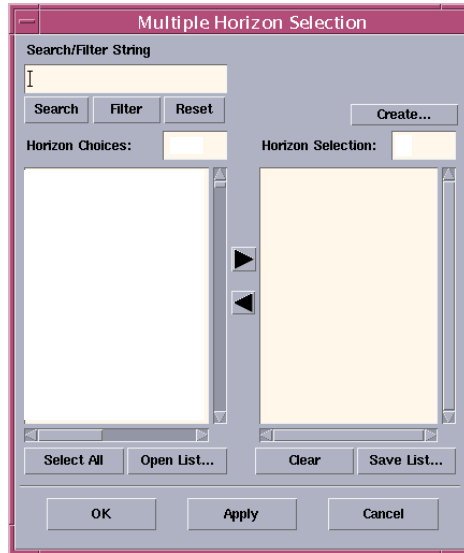 Multiple Horizon Selection
Search/Filter String
Search Filter Reset
Create...
Horizon Choices: Horizon Selection:
Select All Open List... Clear Save List...
OK Apply Cancel